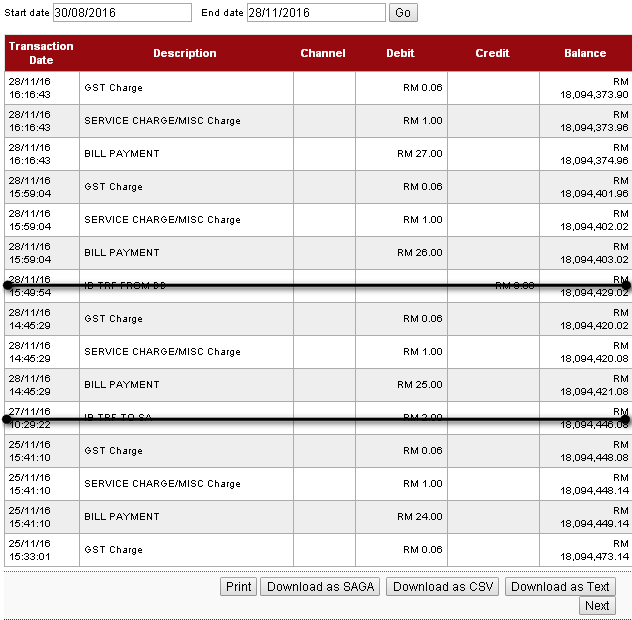 Start date 30/08/2016 End date 28/11/2016 Go
Transaction Date Description Channel Debit Credit Balance
28/11/16 16:16:43 GST Charge RM 0.06 RM 18,094,373.90
28/11/16 16:16:43 SERVICE CHARGE/MISC Charge RM 1.00 RM 18,094,373.96
28/11/16 16:16:43 BILL PAYMENT RM 27.00 RM 18,094,374.96
28/11/16 15:59:04 GST Charge RM 0.06 RM 18,094,401.96
28/11/16 15:59:04 SERVICE CHARGE/MISC Charge RM 1.00 RM 18,094,402.02
28/11/16 15:59:04 BILL PAYMENT RM 26.00 RM 18,094,403.02
28/11/16 15:49:54 IB TRF FROM DD RM 9.00 RM 18,094,429.02
28/11/16 14:45:29 GST Charge RM 0.06 RM 18,094,420.02
28/11/16 14:45:29 SERVICE CHARGE/MISC Charge RM 1.00 RM 18,094,420.08
28/11/16 14:45:29 BILL PAYMENT RM 25.00 RM 18,094,421.08
27/11/16 10:29:22 IB TRF TO SA RM 2.00 RM 18,094,446.08
25/11/16 15:41:10 GST Charge RM 0.06 RM 18,094,448.08
25/11/16 15:41:10 SERVICE CHARGE/MISC Charge RM 1.00 RM 18,094,448.14
25/11/16 15:41:10 BILL PAYMENT RM 24.00 RM 18,094,449.14
25/11/16 15:33:01 GST Charge RM 0.06 RM 18,094,473.14
Print Download as SAGA Download as CSV Download as Text
Next